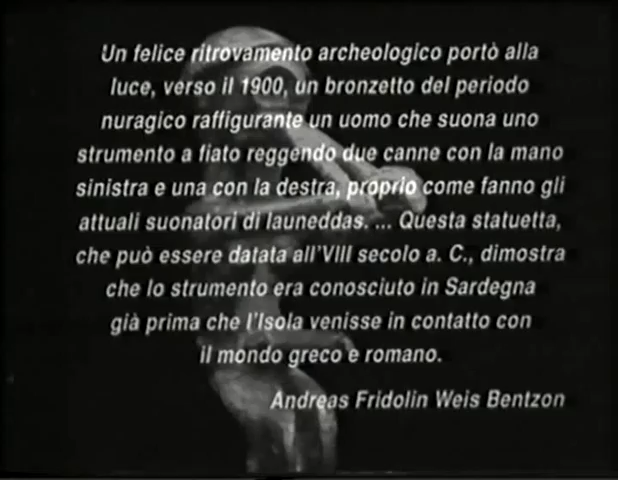 Un felice ritrovamento archeologico portò alla
luce, verso il 1900, un bronzetto del periodo
nuragico raffigurante un uomo che suona uno
strumento a fiato reggendo due canne con la mano
sinistra e una con la destra, proprio come fanno gli
attuali suonatori di launeddas. ... Questa statuetta,
che può essere datata all'VIII secolo a. C., dimostra
che lo strumento era conosciuto in Sardegna
già prima che l'Isola venisse in contatto con
il mondo greco e romano.
Andreas Fridolin Weis Bentzon